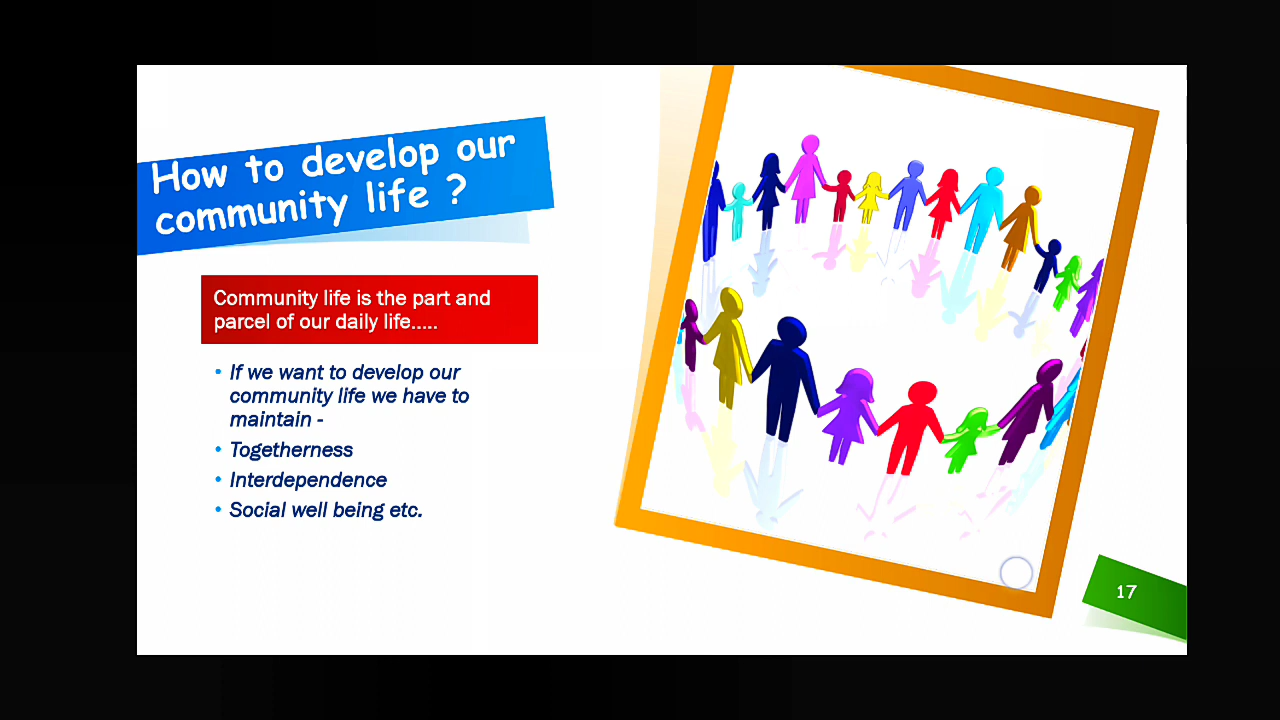 How to develop our
community life ?
Community life is the part and
parcel of our daily life.....
• If we want to develop our
community life we have to
maintain -
• Togetherness
• Interdependence
• Social well being etc.
17